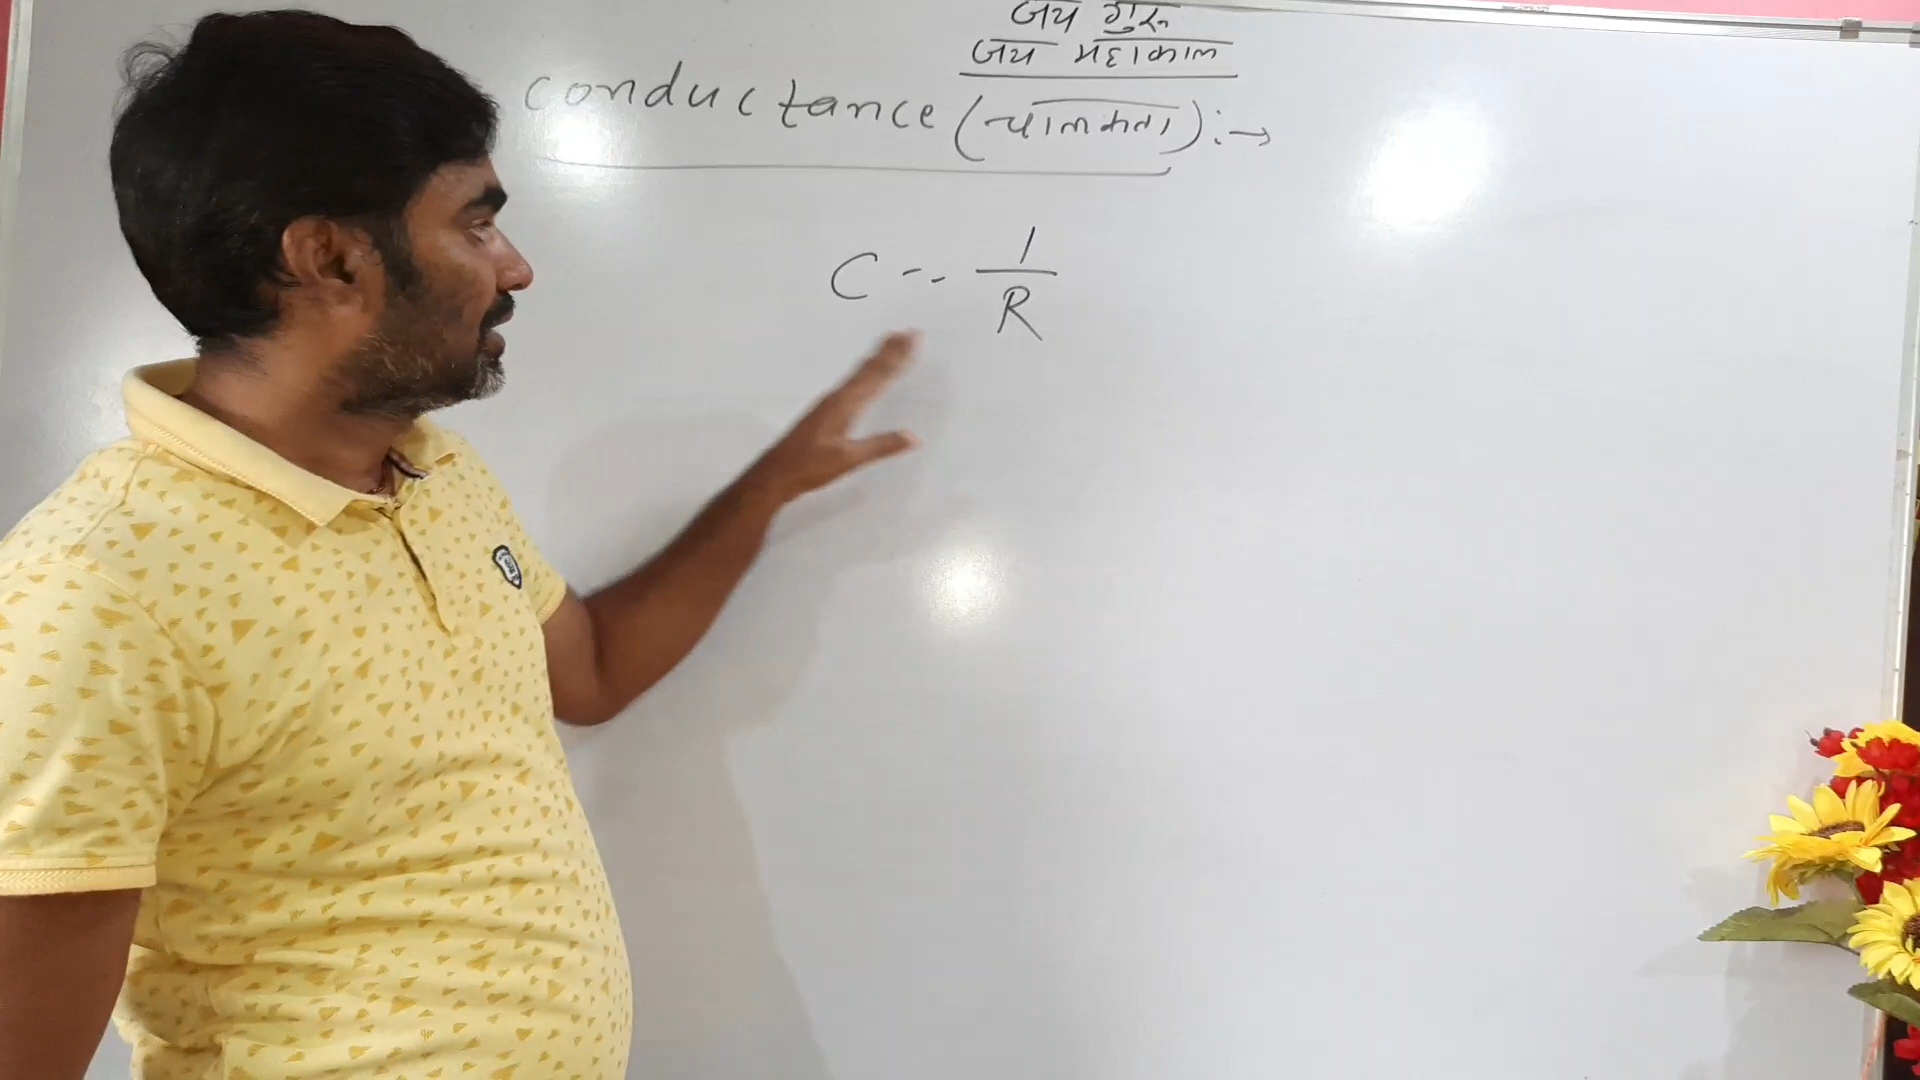 जय गुरु
जय महाकाल
conductance (चालकता):→
C = 1/R